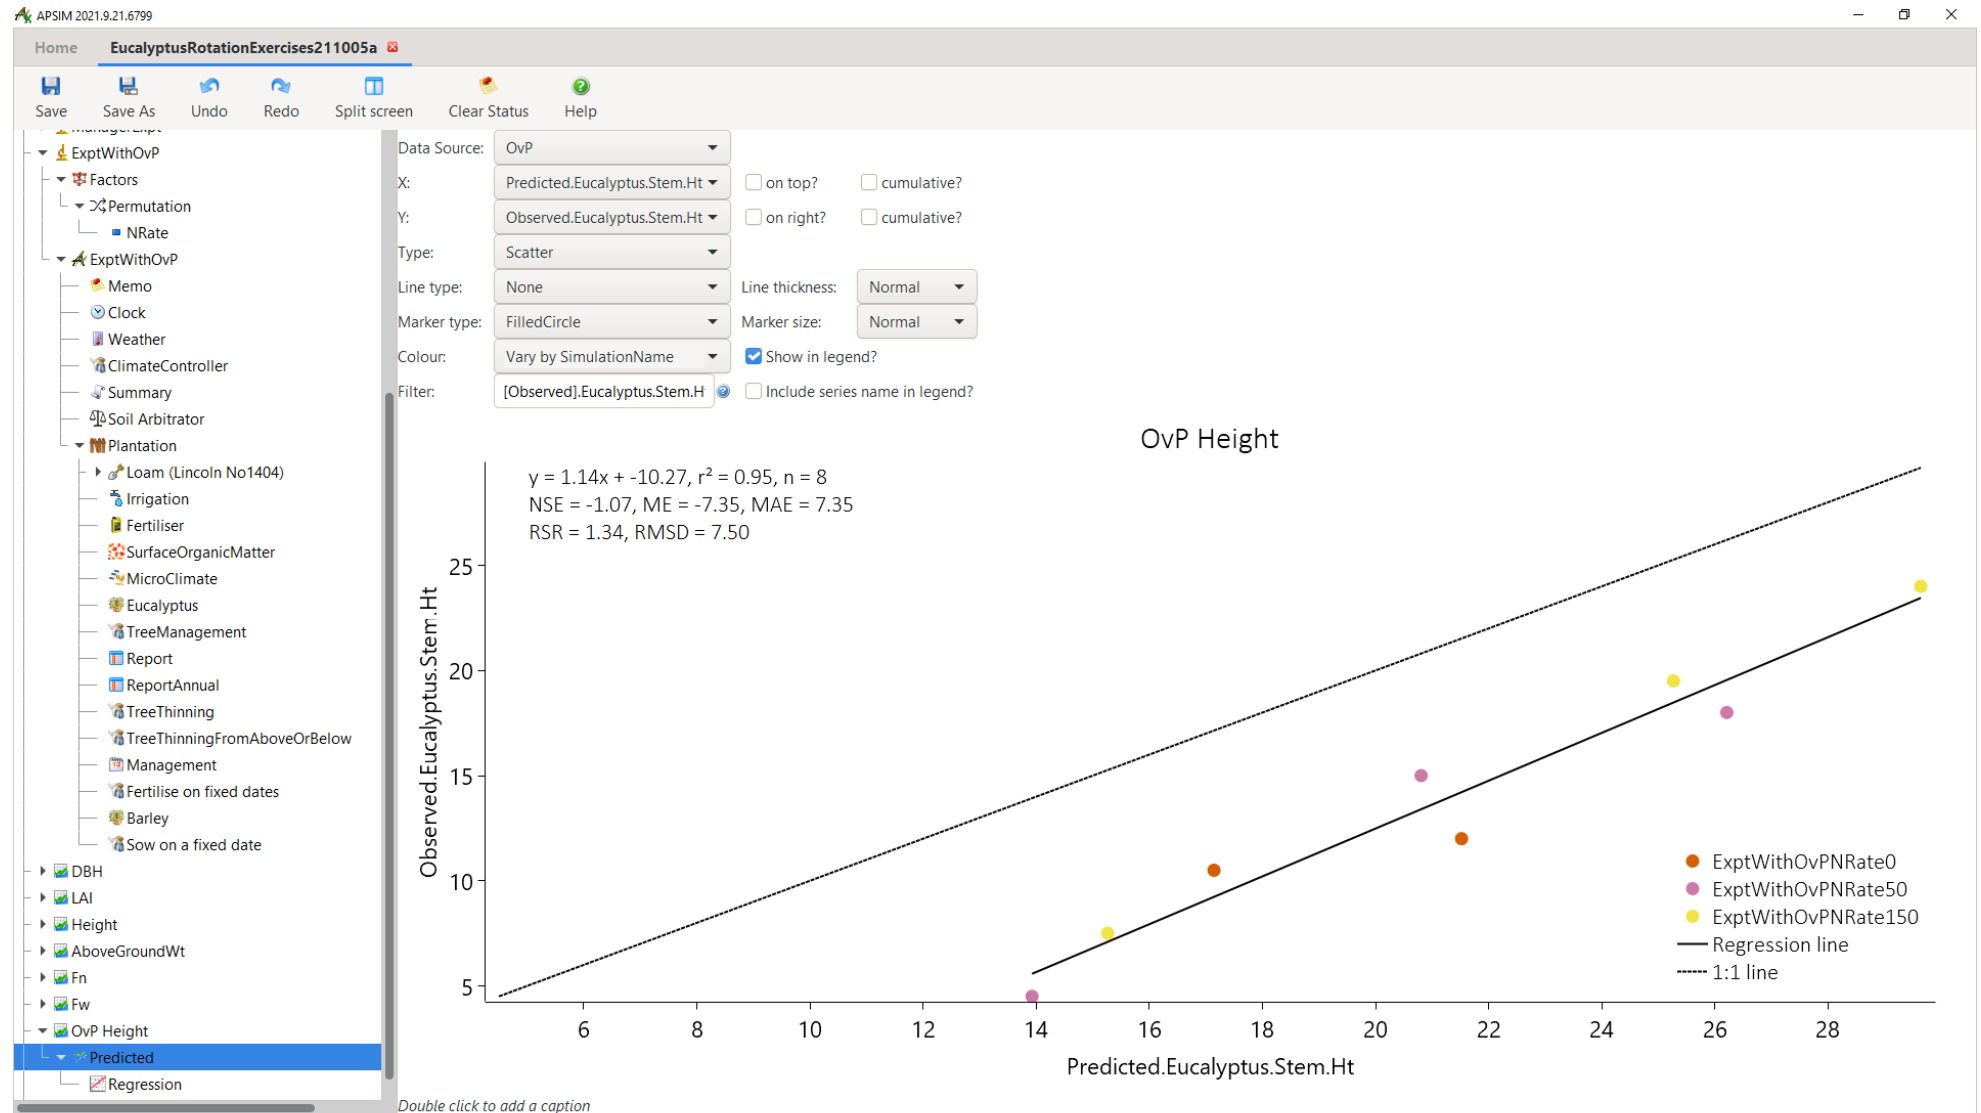 APSIM 2021.9.21.6799
Home EucalyptusRotationExercises211005a
Save Save As Undo Redo Split screen Clear Status Help
ManagerExpt
ExptWithOvP
Factors
Permutation
NRate
ExptWithOvP
Memo
Clock
Weather
ClimateController
Summary
Soil Arbitrator
Plantation
Loam (Lincoln No1404)
Irrigation
Fertiliser
SurfaceOrganicMatter
MicroClimate
Eucalyptus
TreeManagement
Report
ReportAnnual
TreeThinning
TreeThinningFromAboveOrBelow
Management
Fertilise on fixed dates
Barley
Sow on a fixed date
DBH
LAI
Height
AboveGroundWt
Fn
Fw
OvP Height
Predicted
Regression
Data Source: OvP
X: Predicted.Eucalyptus.Stem.Ht on top? cumulative?
Y: Observed.Eucalyptus.Stem.Ht on right? cumulative?
Type: Scatter
Line type: None Line thickness: Normal
Marker type: FilledCircle Marker size: Normal
Colour: Vary by SimulationName Show in legend?
Filter: [Observed].Eucalyptus.Stem.H Include series name in legend?
OvP Height
y = 1.14x + -10.27, r² = 0.95, n = 8
NSE = -1.07, ME = -7.35, MAE = 7.35
RSR = 1.34, RMSD = 7.50
25
20
15
10
5
Observed.Eucalyptus.Stem.Ht
ExptWithOvPNRate0
ExptWithOvPNRate50
ExptWithOvPNRate150
Regression line
1:1 line
6 8 10 12 14 16 18 20 22 24 26 28
Predicted.Eucalyptus.Stem.Ht
Double click to add a caption